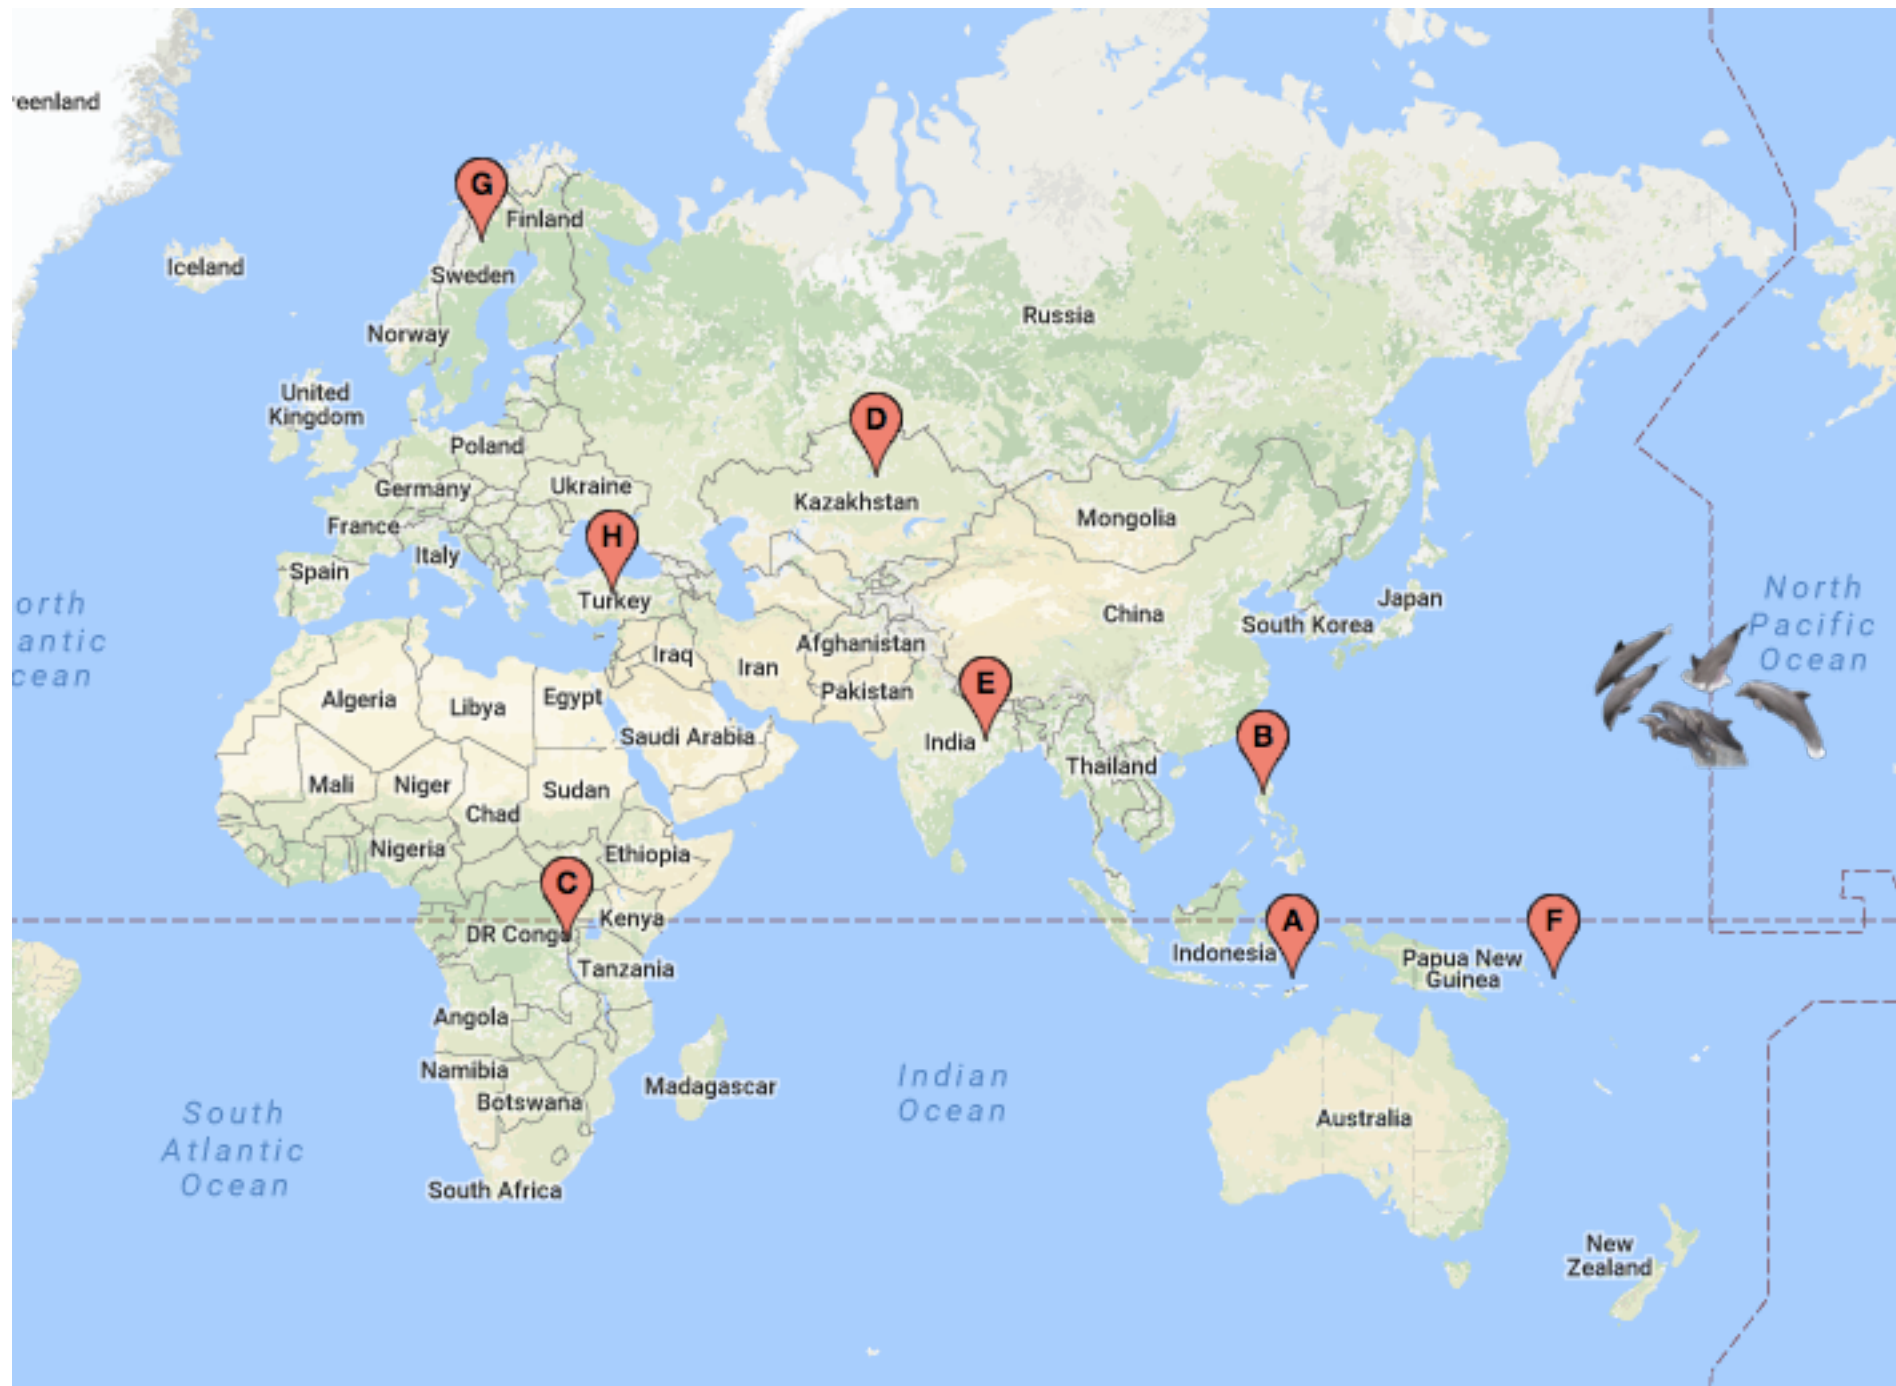 eenland
G
Finland
Iceland
Sweden
Russia
Norway
United
Kingdom
D
Poland
Germany
Ukraine
Kazakhstan
Mongolia
France
H
Italy
Spain
Turkey
Japan
North
Pacific
Ocean
orth
antic
cean
China
South Korea
Afghanistan
Iraq
Iran
E
Pakistan
Algeria
Libya
Egypt
Saudi Arabia
India
B
Thailand
Mali
Niger
Sudan
Chad
Nigeria
Ethiopia
C
Kenya
A
F
DR Congo
Indonesia
Papua New
Guinea
Tanzania
Angola
Namibia
Madagascar
Botswana
Indian
Ocean
South
Atlantic
Ocean
Australia
South Africa
New
Zealand